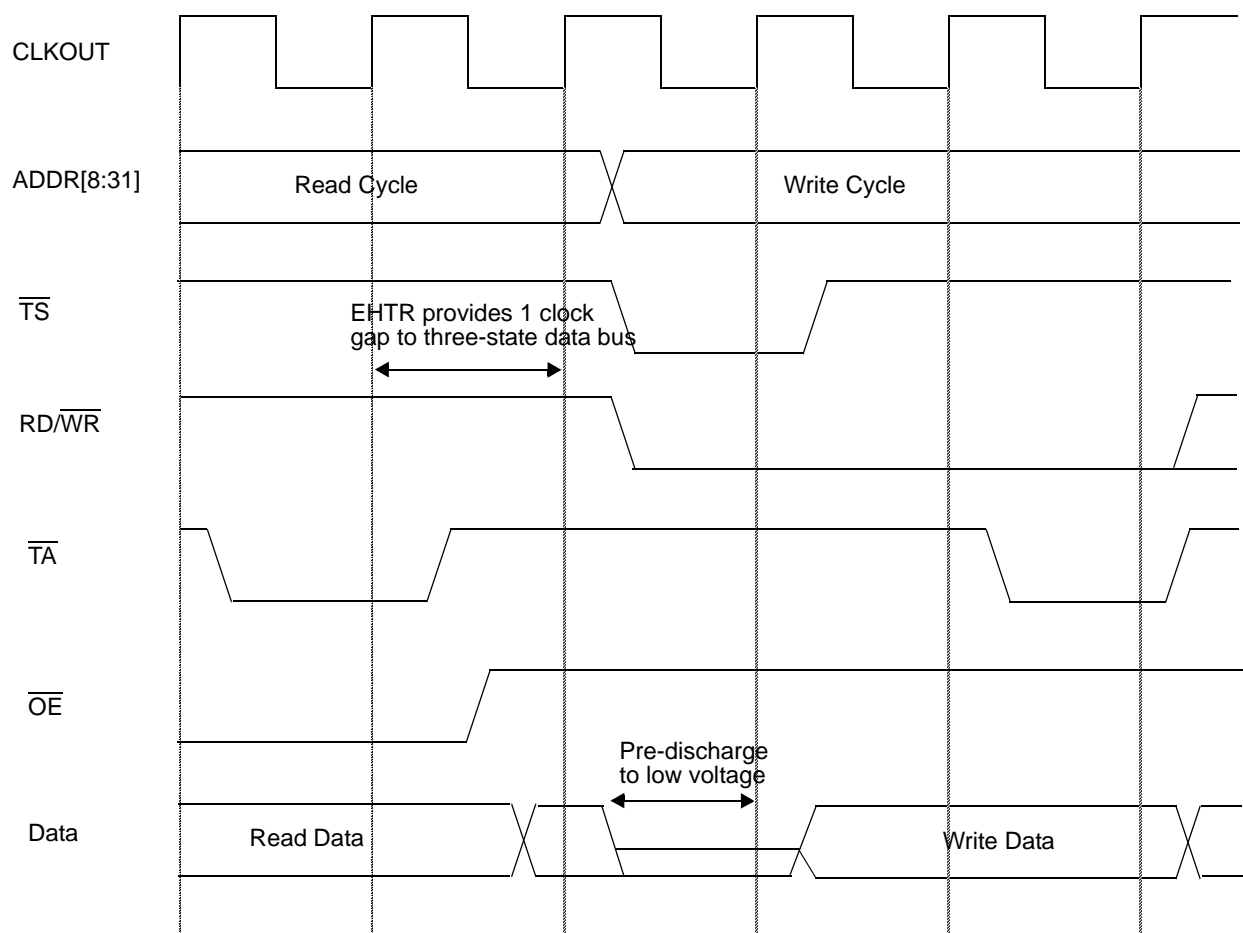 CLKOUT
ADDR[8:31]
Read Cycle
Write Cycle
TS
EHTR provides 1 clock
gap to three-state data bus
RD/WR
TA
OE
Pre-discharge
to low voltage
Data
Read Data
Write Data